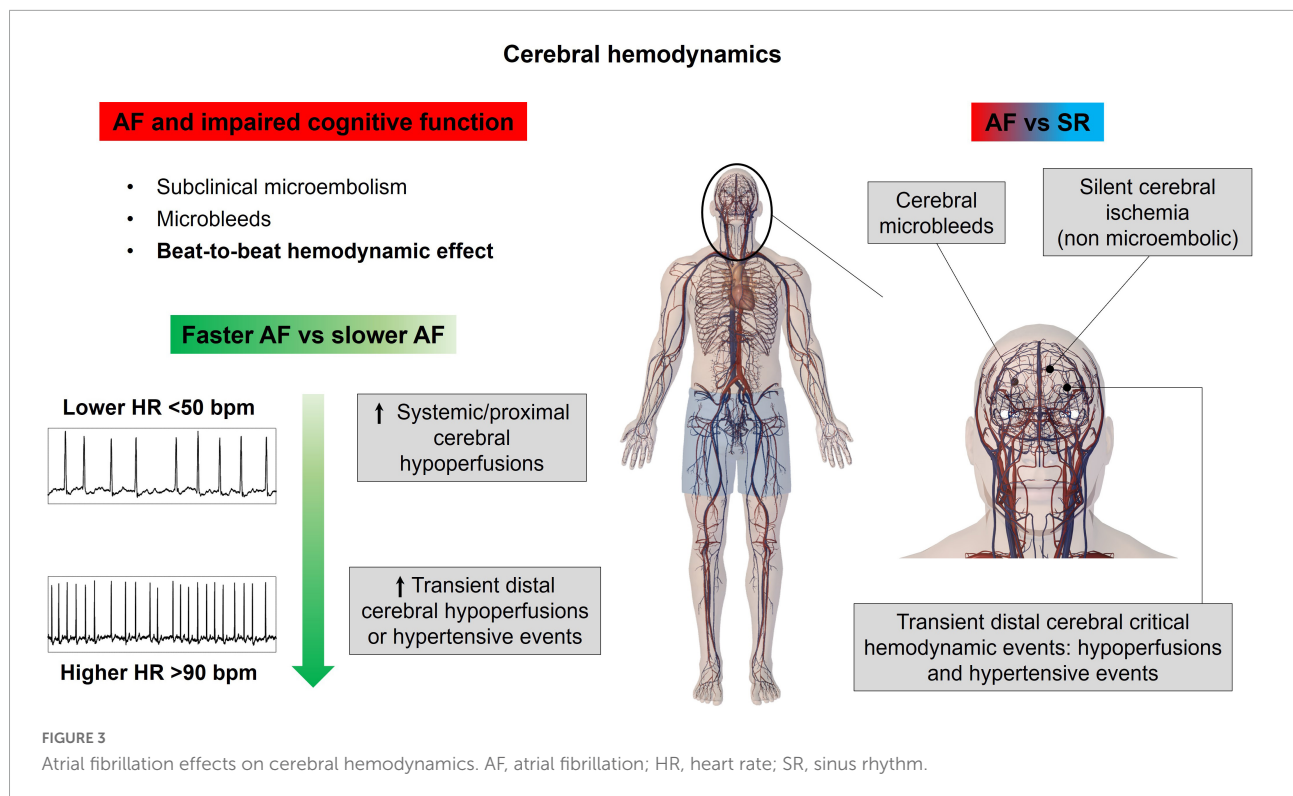 Cerebral hemodynamics
AF and impaired cognitive function
• Subclinical microembolism
• Microbleeds
• Beat-to-beat hemodynamic effect
Faster AF vs slower AF
Lower HR <50 bpm
↑ Systemic/proximal
cerebral
hypoperfusions
↑ Transient distal
cerebral hypoperfusions
or hypertensive events
Higher HR >90 bpm
AF vs SR
Cerebral
microbleeds
Silent cerebral
ischemia
(non microembolic)
Transient distal cerebral critical
hemodynamic events: hypoperfusions
and hypertensive events
FIGURE 3
Atrial fibrillation effects on cerebral hemodynamics. AF, atrial fibrillation; HR, heart rate; SR, sinus rhythm.